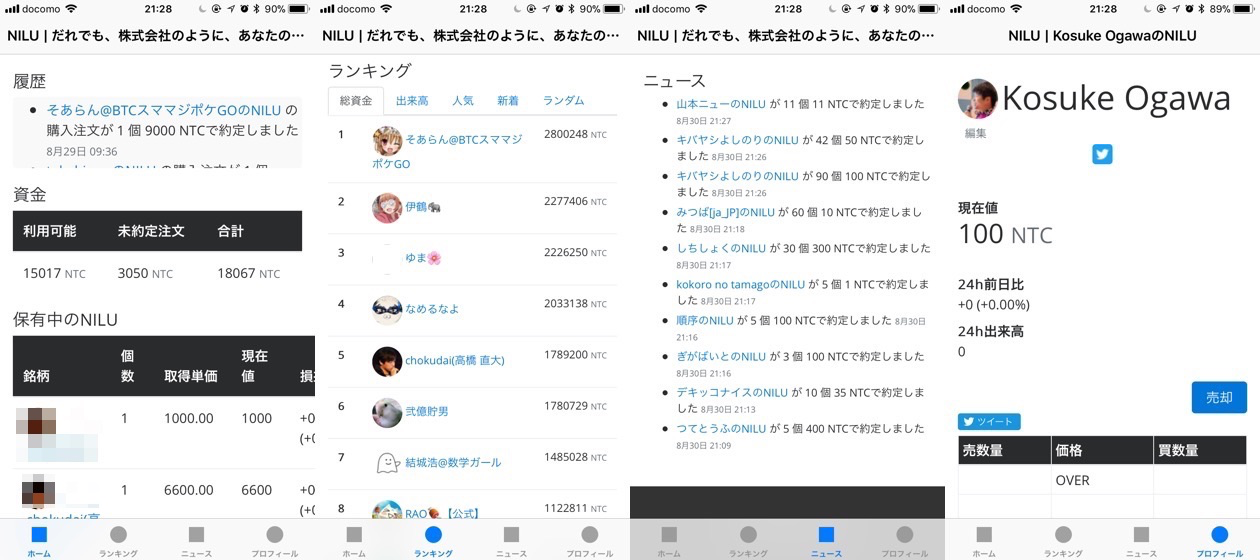 docomo 21:28 90%
NILU | だれでも、株式会社のように、あなたの…
履歴
そあらん@BTCスママジポケGOのNILU の
購入注文が 1 個 9000 NTCで約定しました
8月29日 09:36
資金
利用可能 未約定注文 合計
15017 NTC 3050 NTC 18067 NTC
保有中のNILU
銘柄 個数 取得単価 現在値
1 1000.00 1000 +0
1 6600.00 6600 +0
ホーム ランキング ニュース プロフィール
docomo 21:28 90%
NILU | だれでも、株式会社のように、あなたの…
ランキング
総資金 出来高 人気 新着 ランダム
1 そあらん@BTCスママジ 2800248 NTC
ポケGO
2 伊鶴🐘 2277406 NTC
3 ゆま🌸 2226250 NTC
4 なめるなよ 2033138 NTC
5 chokudai(高橋 直大) 1789200 NTC
6 弐億貯男 1780729 NTC
7 結城浩@数学ガール 1485028 NTC
8 RAO🍓【公式】 1122811 NTC
ホーム ランキング ニュース プロフィール
docomo 21:28 90%
NILU | だれでも、株式会社のように、あなたの…
ニュース
山本ニューのNILU が 11 個 11 NTCで約定しました
8月30日 21:27
キバヤシよしのりのNILU が 42 個 50 NTCで約定し
ました 8月30日 21:26
キバヤシよしのりのNILU が 90 個 100 NTCで約定し
ました 8月30日 21:26
みつば[ja_JP]のNILU が 60 個 10 NTCで約定しまし
た 8月30日 21:18
しちしょくのNILU が 30 個 300 NTCで約定しました
8月30日 21:17
kokoro no tamagoのNILU が 5 個 1 NTCで約定しま
した 8月30日 21:17
順序のNILU が 5 個 100 NTCで約定しました 8月30日
21:16
ぎがばいとのNILU が 3 個 100 NTCで約定しました
8月30日 21:16
デキッコナイスのNILU が 10 個 35 NTCで約定しま
した 8月30日 21:13
つてとうふのNILU が 5 個 400 NTCで約定しました
8月30日 21:09
ホーム ランキング ニュース プロフィール
docomo 21:28 89%
NILU | Kosuke OgawaのNILU
Kosuke Ogawa
編集
現在値
100 NTC
24h前日比
+0 (+0.00%)
24h出来高
0
売却
ツイート
売数量 価格 買数量
OVER
ホーム ランキング ニュース プロフィール